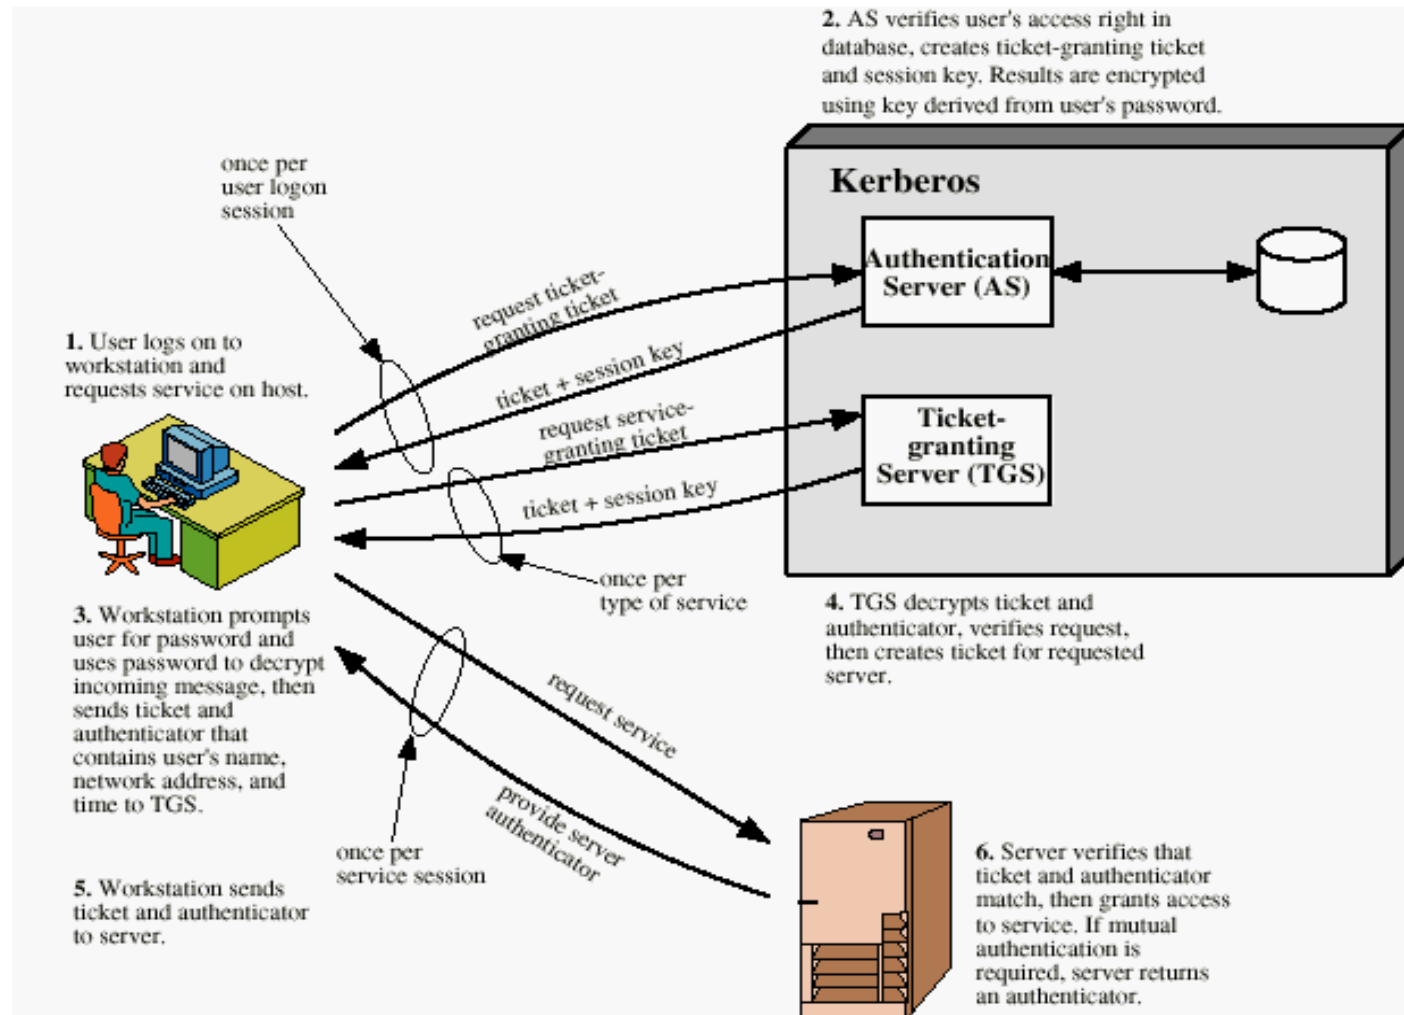 2. AS verifies user's access right in
database, creates ticket-granting ticket
and session key. Results are encrypted
using key derived from user's password.
once per
user logon
session
Kerberos
Authentication
Server (AS)
request ticket-
granting ticket
1. User logs on to
workstation and
requests service on host.
ticket + session key
request service-
granting ticket
Ticket-
granting
Server (TGS)
ticket + session key
once per
type of service
3. Workstation prompts
user for password and
uses password to decrypt
incoming message, then
sends ticket and
authenticator that
contains user's name,
network address, and
time to TGS.
4. TGS decrypts ticket and
authenticator, verifies request,
then creates ticket for requested
server.
request service
provide server
authenticator
once per
service session
5. Workstation sends
ticket and authenticator
to server.
6. Server verifies that
ticket and authenticator
match, then grants access
to service. If mutual
authentication is
required, server returns
an authenticator.